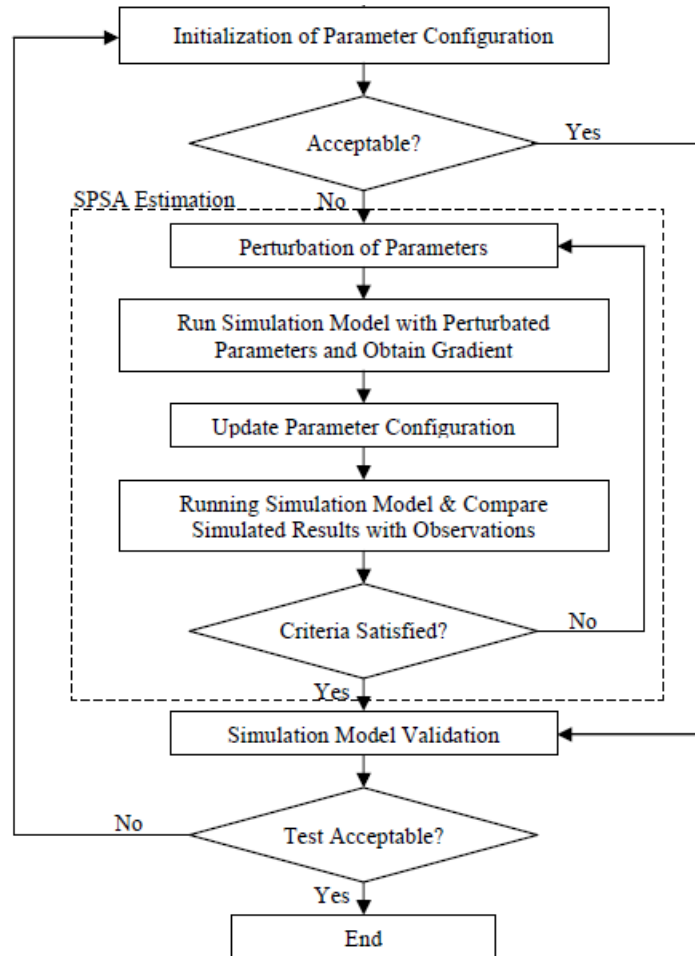 Initialization of Parameter Configuration
Acceptable?
Yes
No
SPSA Estimation
Perturbation of Parameters
Run Simulation Model with Perturbated
Parameters and Obtain Gradient
Update Parameter Configuration
Running Simulation Model & Compare
Simulated Results with Observations
Criteria Satisfied?
No
Yes
Simulation Model Validation
Test Acceptable?
No
Yes
End